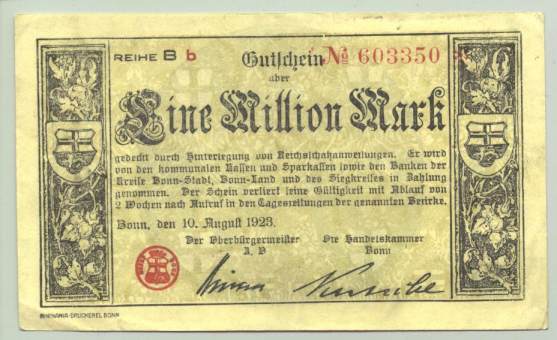 REIHE B b
Gutschein № 603350
über
Eine Million Mark
gedeckt durch Hinterlegung von Reichsschatzanweisungen. Er wird
von den kommunalen Kassen und Sparkassen sowie den Banken der
Kreise Bonn-Stadt, Bonn-Land und des Siegkreises in Zahlung
genommen. Der Schein verliert seine Gültigkeit mit Ablauf von
2 Wochen nach Aufruf in den Tageszeitungen der genannten Bezirke.
Bonn, den 10. August 1923.
Der Oberbürgermeister Die Handelskammer
Bonn
RHENANIA-DRUCKEREI, BONN